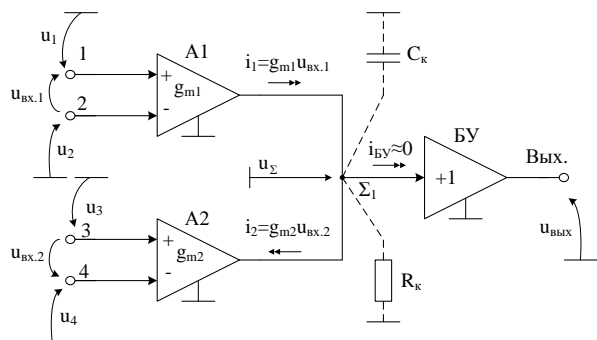 u1
1
A1
i1=gm1uвх.1
Cк
+
gm1
uвх.1
2
-
u2
uΣ
iБУ≈0
БУ
Вых.
+1
Σ1
u3
3
A2
i2=gm2uвх.2
+
gm2
uвх.2
4
-
uвых
Rк
u4